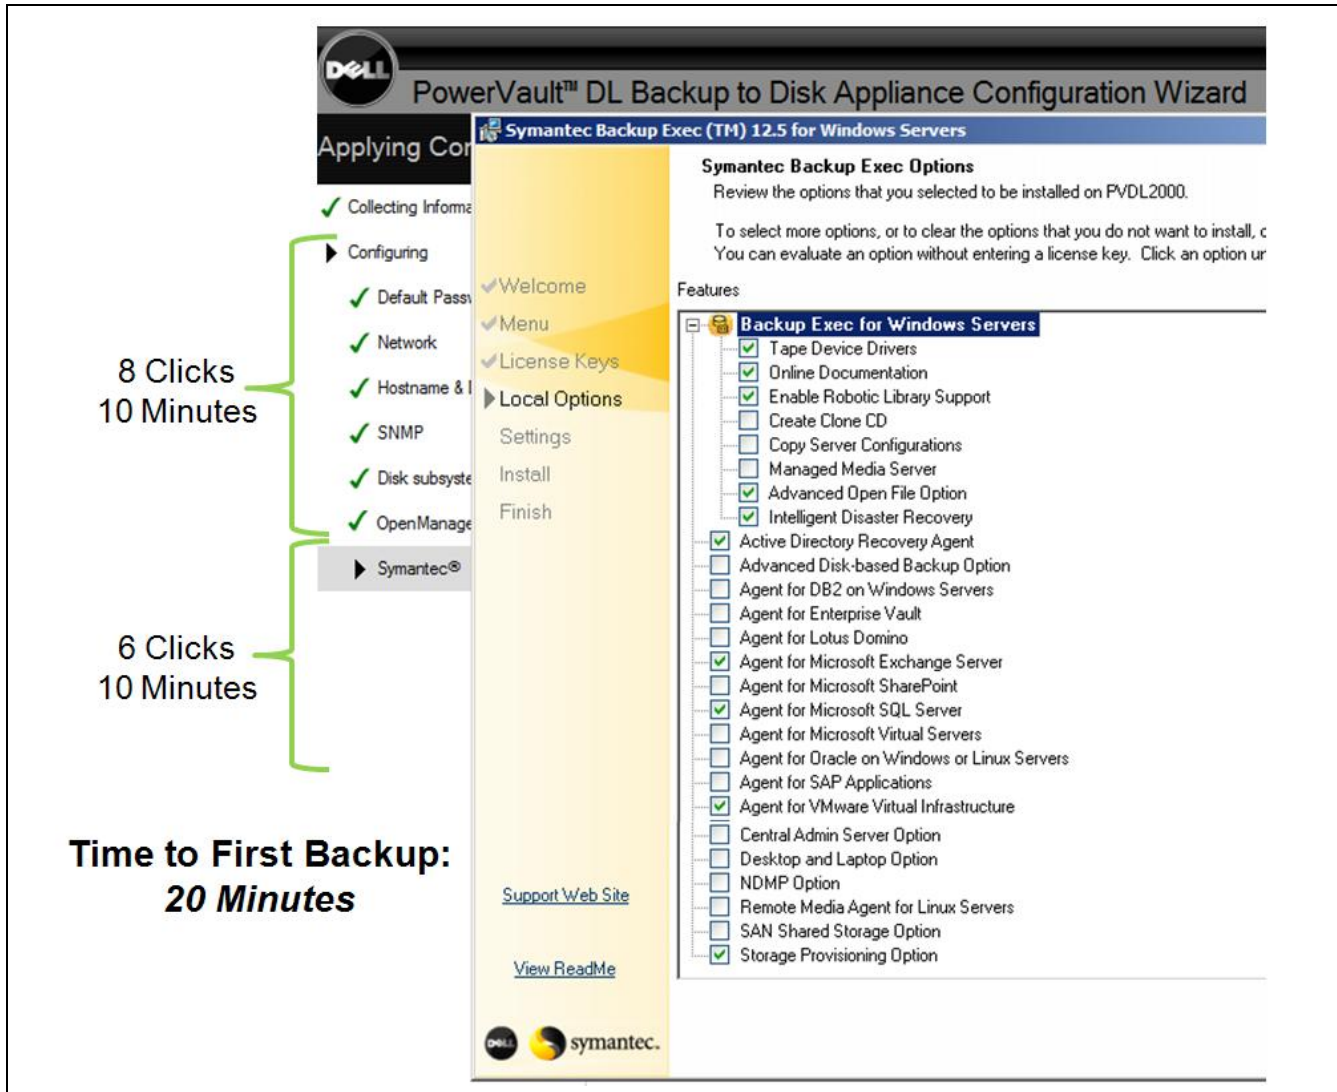 DELL
PowerVault™ DL Backup to Disk Appliance Configuration Wizard
Applying Con
Collecting Informa
Configuring
Default Passw
Network
Hostname &
SNMP
Disk subsyste
OpenManage
Symantec®
8 Clicks
10 Minutes
6 Clicks
10 Minutes
Time to First Backup:
20 Minutes
Symantec Backup Exec (TM) 12.5 for Windows Servers
Welcome
Menu
License Keys
Local Options
Settings
Install
Finish
Support Web Site
View ReadMe
DELL
symantec.
Symantec Backup Exec Options
Review the options that you selected to be installed on PVDL2000.
To select more options, or to clear the options that you do not want to install, c
You can evaluate an option without entering a license key. Click an option un
Features
Backup Exec for Windows Servers
Tape Device Drivers
Online Documentation
Enable Robotic Library Support
Create Clone CD
Copy Server Configurations
Managed Media Server
Advanced Open File Option
Intelligent Disaster Recovery
Active Directory Recovery Agent
Advanced Disk-based Backup Option
Agent for DB2 on Windows Servers
Agent for Enterprise Vault
Agent for Lotus Domino
Agent for Microsoft Exchange Server
Agent for Microsoft SharePoint
Agent for Microsoft SQL Server
Agent for Microsoft Virtual Servers
Agent for Oracle on Windows or Linux Servers
Agent for SAP Applications
Agent for VMware Virtual Infrastructure
Central Admin Server Option
Desktop and Laptop Option
NDMP Option
Remote Media Agent for Linux Servers
SAN Shared Storage Option
Storage Provisioning Option